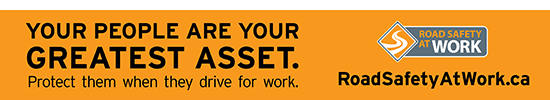 YOUR PEOPLE ARE YOUR
GREATEST ASSET.
Protect them when they drive for work.
ROAD SAFETY
AT WORK
RoadSafetyAtWork.ca